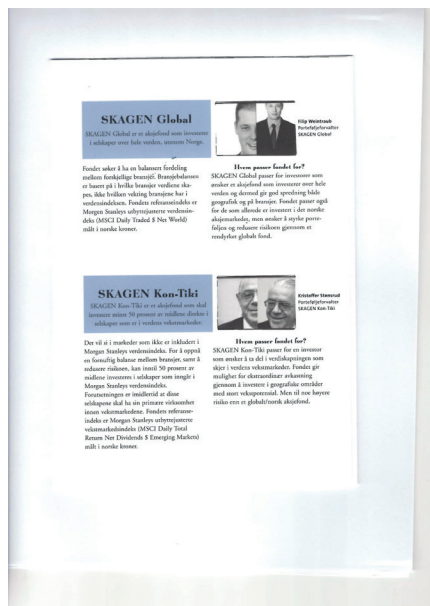 SKAGEN Global
SKAGEN Global er et aksjefond som investerer
i selskaper over hele verden, utenom Norge.
Filip Weintraub
Porteføljeforvalter
SKAGEN Global
Fondet søker å ha en balansert fordeling
mellom forskjellige bransjer. Bransjebalansen
er basert på i hvilke bransjer verdiene ska-
pes, ikke hvilken vekting bransjene har i
verdensindeksen. Fondets referanseindeks er
Morgan Stanleys utbyttejusterte verdensin-
deks (MSCI Daily Traded $ Net World)
målt i norske kroner.
Hvem passer fondet for?
SKAGEN Global passer for investorer som
ønsker et aksjefond som investerer over hele
verden og dermed gir god spredning både
geografisk og på bransjer. Fondet passer også
for de som allerede er investert i det norske
aksjemarkedet, men ønsker å styrke porte-
føljen og redusere risikoen gjennom et
rendyrket globalt fond.
SKAGEN Kon-Tiki
SKAGEN Kon-Tiki er et aksjefond som skal
investere minst 50 prosent av midlene direkte i
selskaper som er i verdens vekstmarkeder.
Kristoffer Stensrud
Porteføljeforvalter
SKAGEN Kon-Tiki
Det vil si i markeder som ikke er inkludert i
Morgan Stanleys verdensindeks. For å oppnå
en fornuftig balanse mellom bransjer, samt å
redusere risikoen, kan inntil 50 prosent av
midlene investeres i selskaper som inngår i
Morgan Stanleys verdensindeks.
Forutsetningen er imidlertid at disse
selskapene skal ha sin primære virksomhet
innen vekstmarkedene. Fondets referanse-
indeks er Morgan Stanleys utbyttejusterte
vekstmarkedsindeks (MSCI Daily Total
Return Net Dividends $ Emerging Markets)
målt i norske kroner.
Hvem passer fondet for?
SKAGEN Kon-Tiki passer for en investor
som ønsker å ta del i verdiskapningen som
skjer i verdens vekstmarkeder. Fondet gir
mulighet for ekstraordinær avkastning
gjennom å investere i geografiske områder
med stort vekstpotensial. Men til noe høyere
risiko enn et globalt/norsk aksjefond.